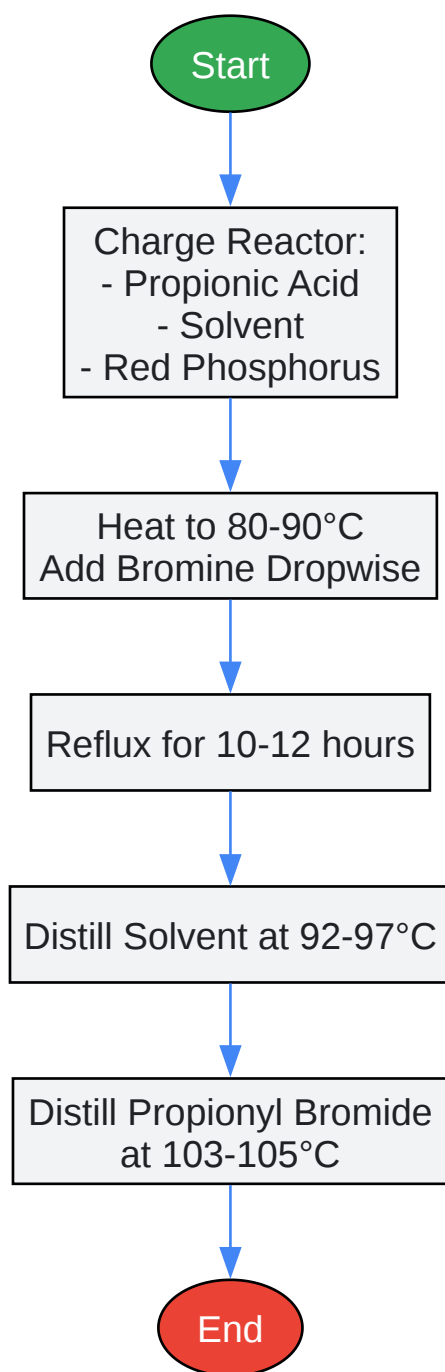 Start
Charge Reactor:
- Propionic Acid
- Solvent
- Red Phosphorus
Heat to 80-90°C
Add Bromine Dropwise
Reflux for 10-12 hours
Distill Solvent at 92-97°C
Distill Propionyl Bromide
at 103-105°C
End